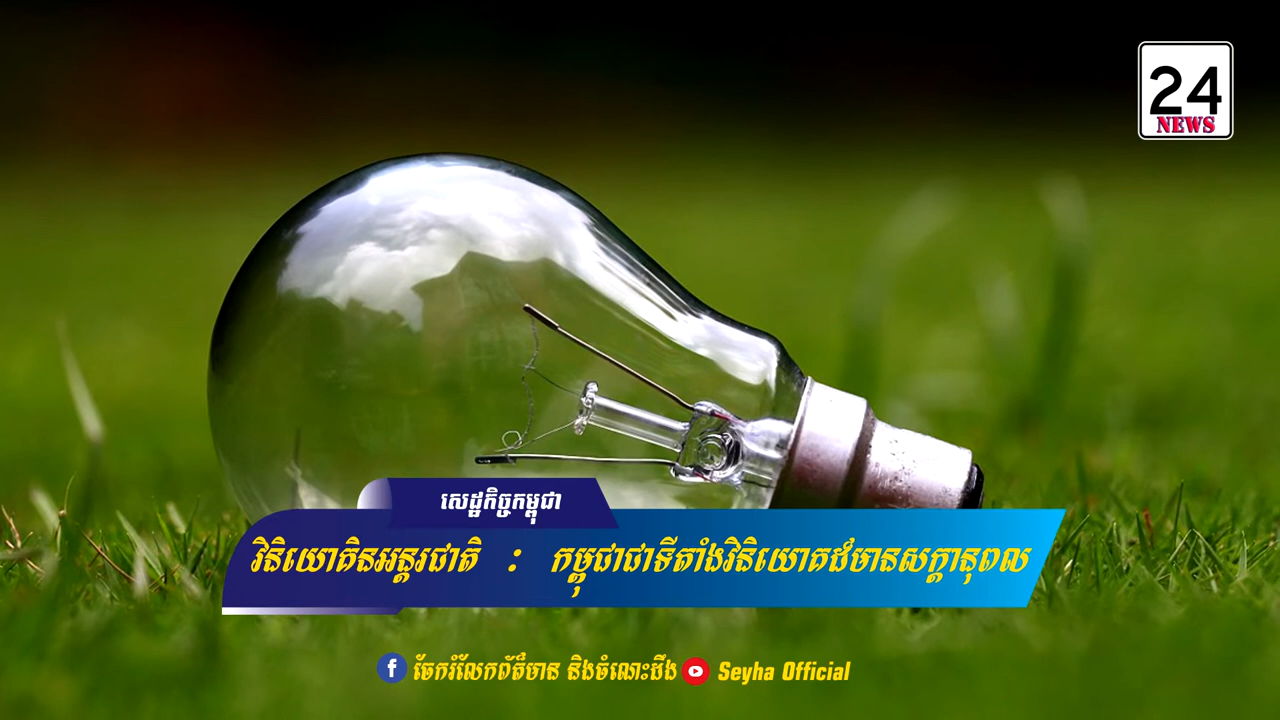 24
NEWS
សេដ្ឋកិច្ចកម្ពុជា
វិនិយោគិនអន្តរជាតិ : កម្ពុជាជាទីតាំងវិនិយោគដ៏មានសក្តានុពល
ចែករំលែកព័ត៌មាន និងចំណេះដឹង Seyha Official